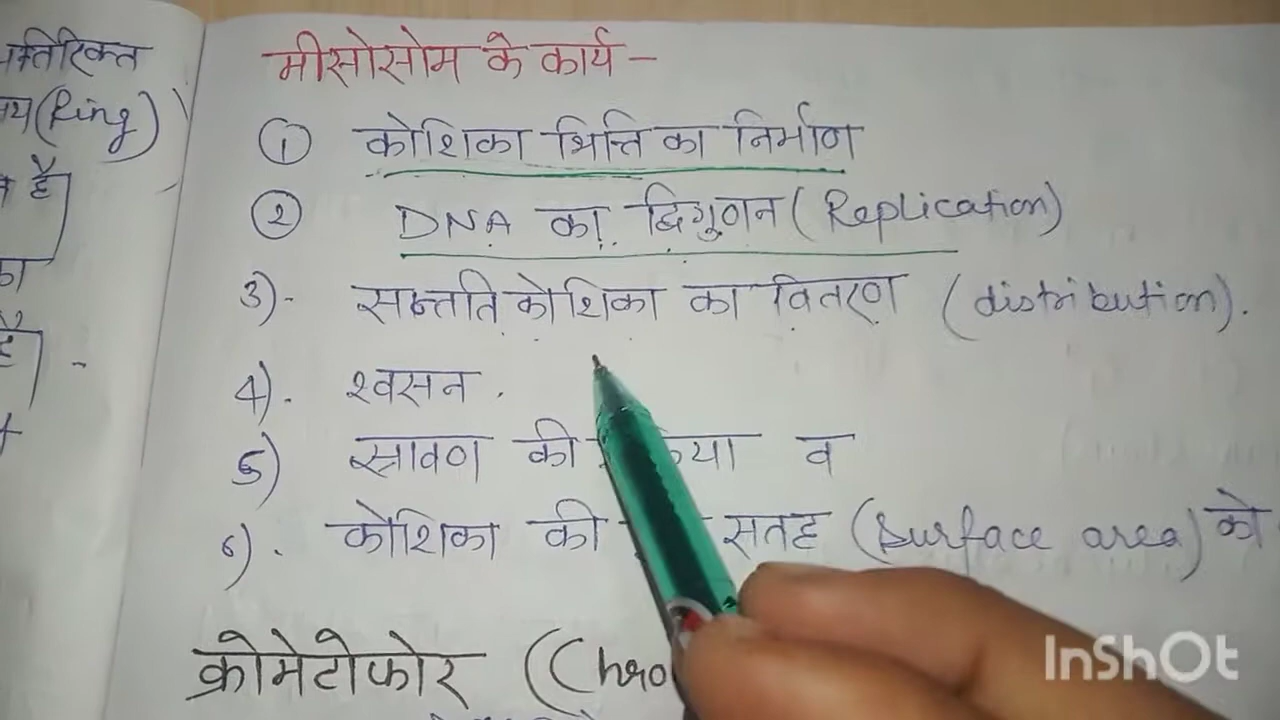 मीसोसोम के कार्य -
① कोशिका भित्ति का निर्माण
② DNA का द्विगुणन (Replication)
3)- सन्तति कोशिका का वितरण (distribution).
4). श्वसन.
5) स्रावण की व
6). कोशिका की सतह (Surface area) को
क्रोमेटोफोर (Chro
(Ring)
है]
InShOt